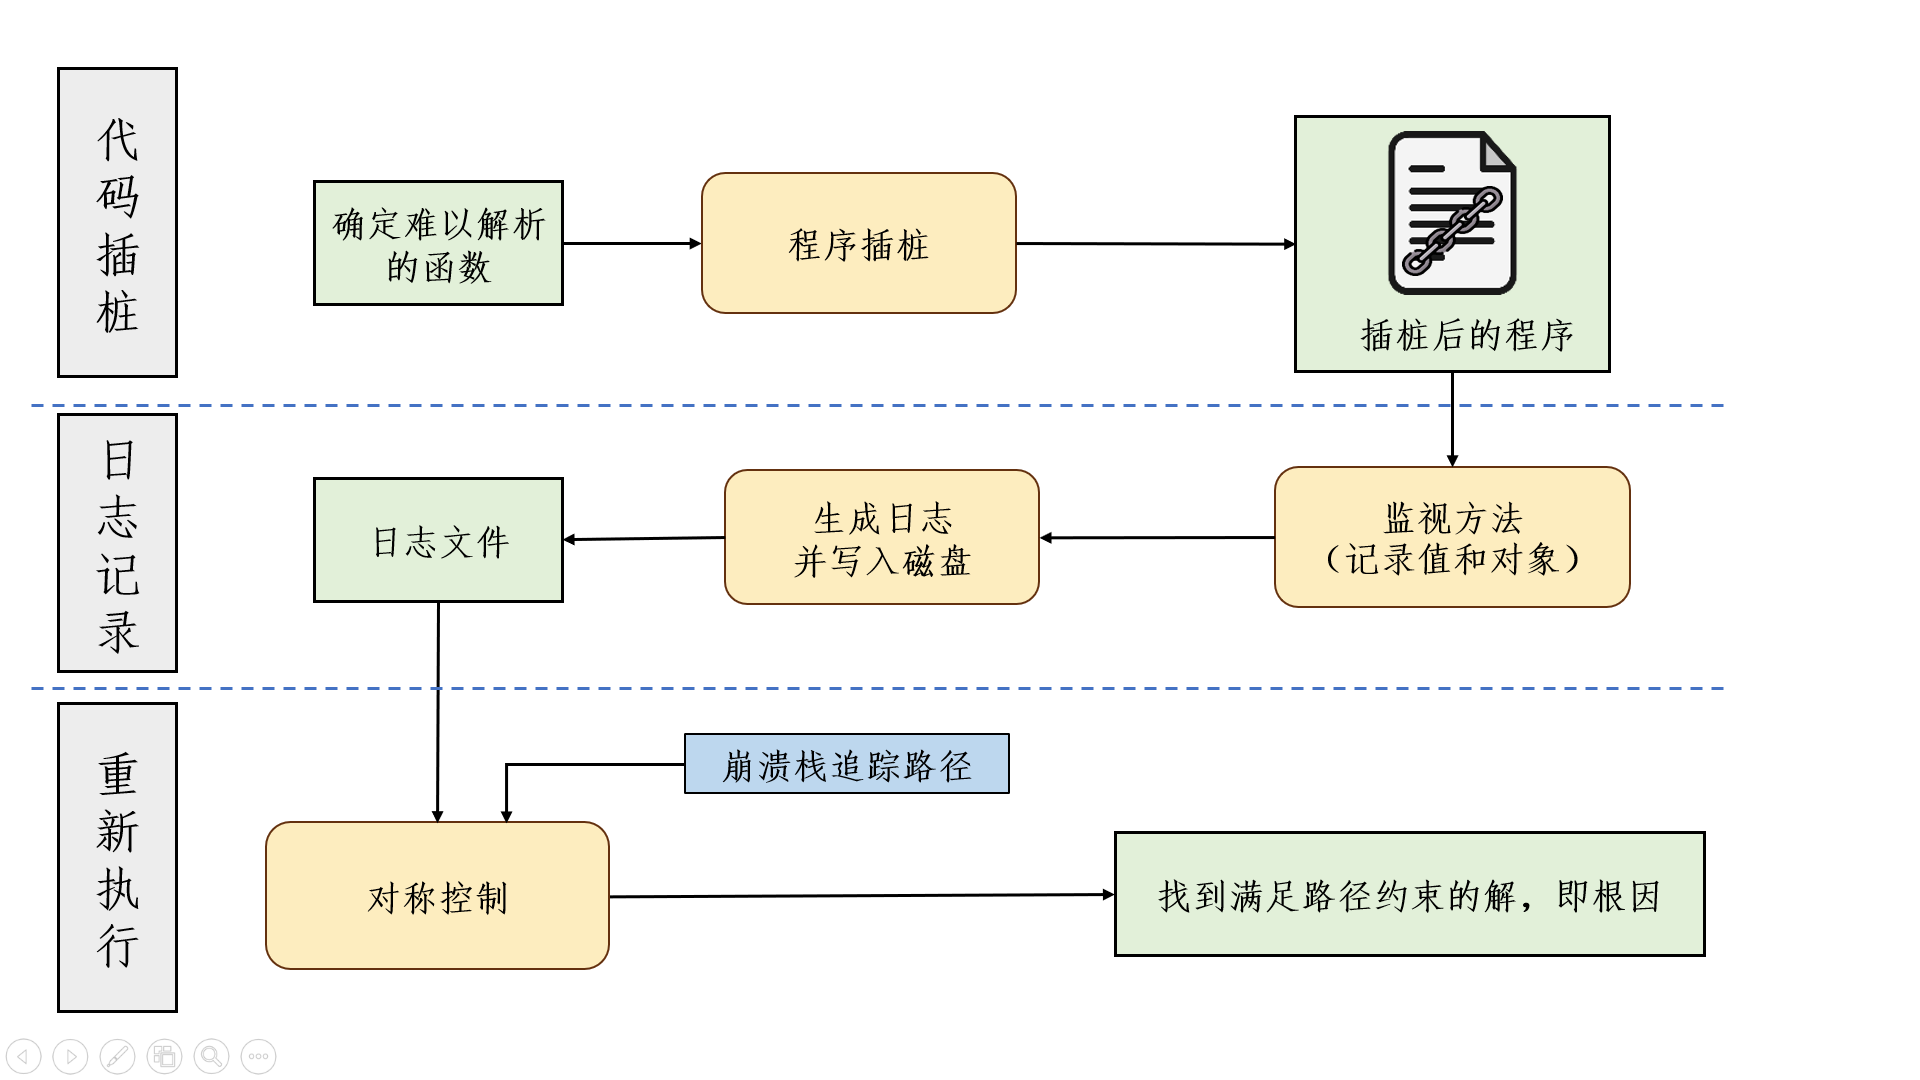 代码插桩
确定难以解析
的函数
程序插桩
插桩后的程序
日志记录
日志文件
生成日志
并写入磁盘
监视方法
（记录值和对象）
重新执行
崩溃栈追踪路径
对称控制
找到满足路径约束的解，即根因